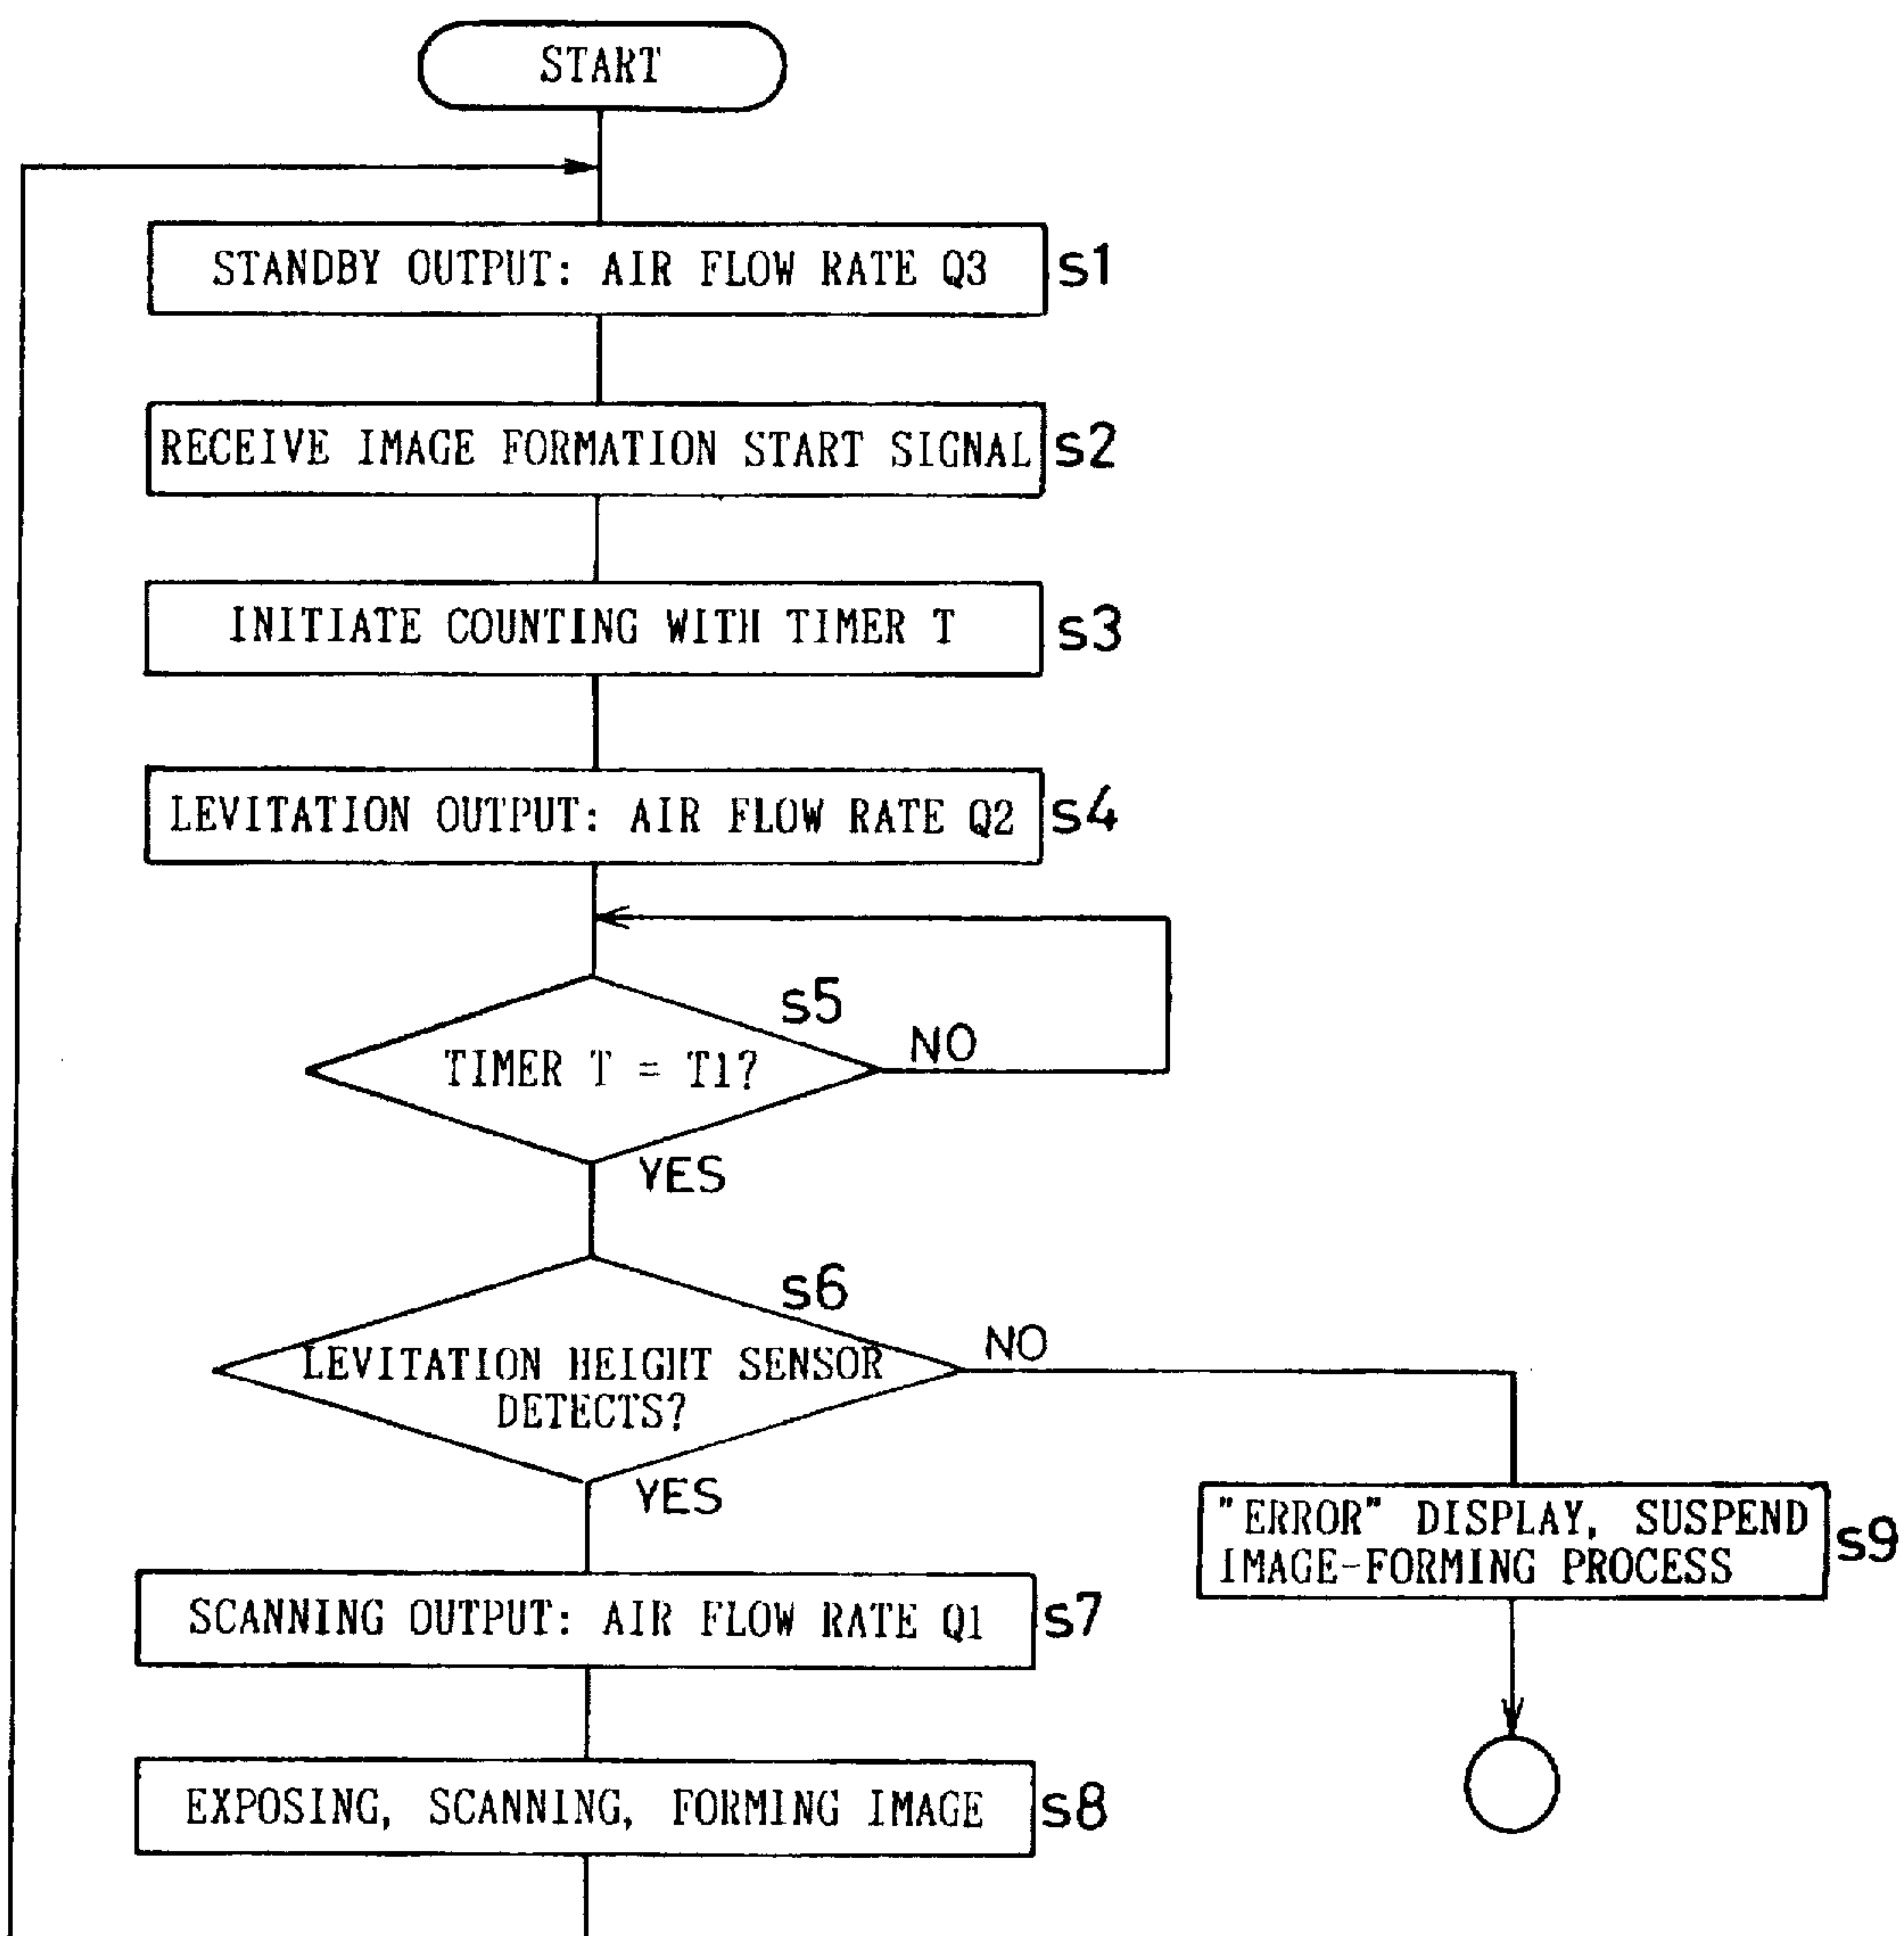 START
STANDBY OUTPUT: AIR FLOW RATE Q3
s1
RECEIVE IMAGE FORMATION START SIGNAL
s2
INITIATE COUNTING WITH TIMER T
s3
LEVITATION OUTPUT: AIR FLOW RATE Q2
s4
s5
TIMER T = T1?
NO
YES
s6
LEVITATION HEIGHT SENSOR
DETECTS?
NO
YES
"ERROR" DISPLAY, SUSPEND
IMAGE-FORMING PROCESS
s9
SCANNING OUTPUT: AIR FLOW RATE Q1
s7
EXPOSING, SCANNING, FORMING IMAGE
s8